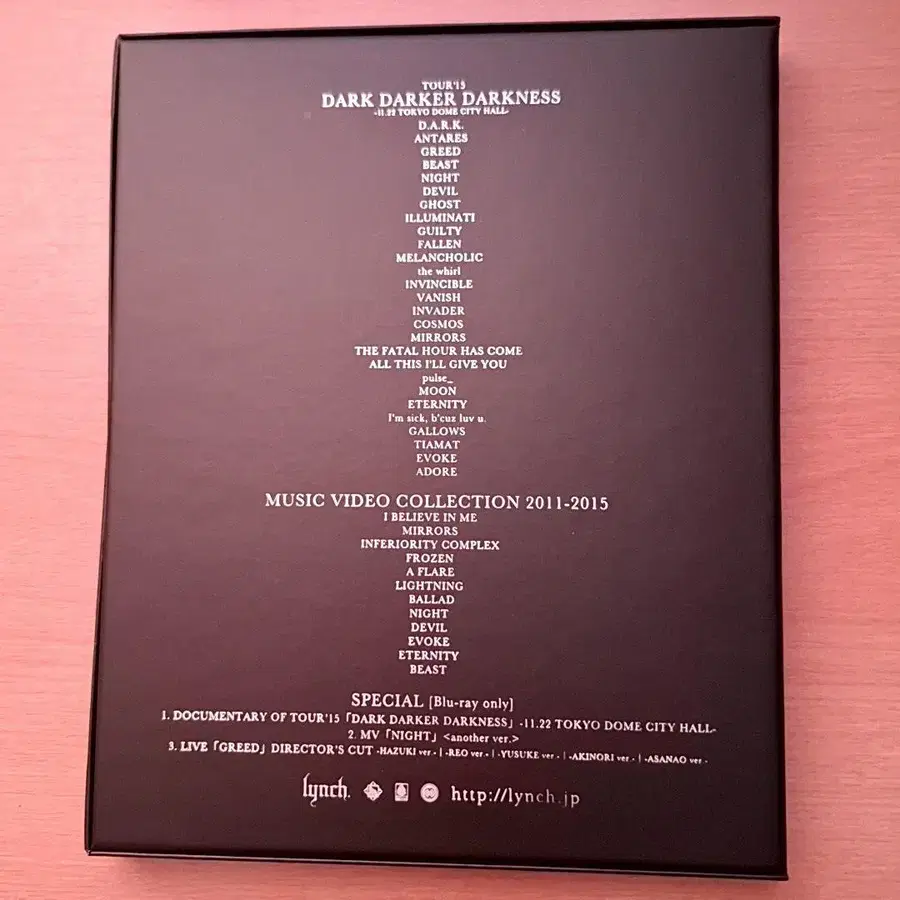 TOUR'15
DARK DARKER DARKNESS
-11.22 TOKYO DOME CITY HALL-
D.A.R.K.
ANTARES
GREED
BEAST
NIGHT
DEVIL
GHOST
ILLUMINATI
GUILTY
FALLEN
MELANCHOLIC
the whirl
INVINCIBLE
VANISH
INVADER
COSMOS
MIRRORS
THE FATAL HOUR HAS COME
ALL THIS I'LL GIVE YOU
pulse_
MOON
ETERNITY
I'm sick, b'cuz luv u.
GALLOWS
TIAMAT
EVOKE
ADORE
MUSIC VIDEO COLLECTION 2011-2015
I BELIEVE IN ME
MIRRORS
INFERIORITY COMPLEX
FROZEN
A FLARE
LIGHTNING
BALLAD
NIGHT
DEVIL
EVOKE
ETERNITY
BEAST
SPECIAL [Blu-ray only]
1. DOCUMENTARY OF TOUR'15「DARK DARKER DARKNESS」-11.22 TOKYO DOME CITY HALL-
2. MV「NIGHT」<another ver.>
3. LIVE「GREED」DIRECTOR'S CUT -HAZUKI ver.- | -REO ver.- | -YUSUKE ver.- | -AKINORI ver.- | -ASANAO ver.-
lynch. http://lynch.jp